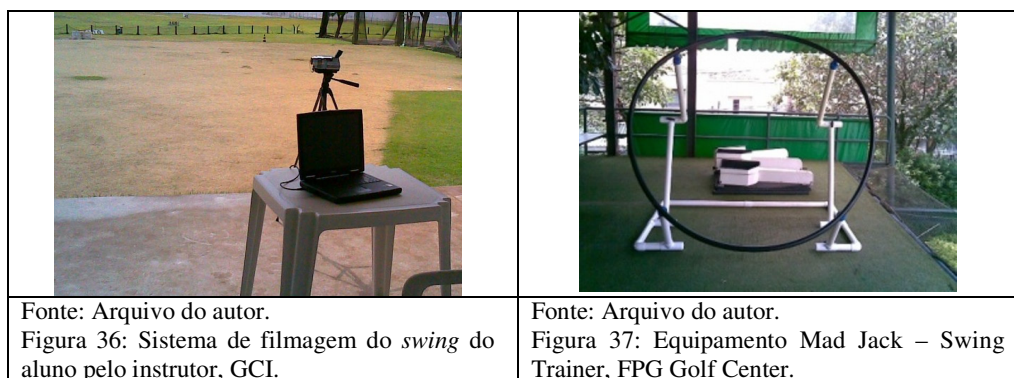 Fonte: Arquivo do autor.
Figura 36: Sistema de filmagem do swing do
aluno pelo instrutor, GCI.
Fonte: Arquivo do autor.
Figura 37: Equipamento Mad Jack – Swing
Trainer, FPG Golf Center.